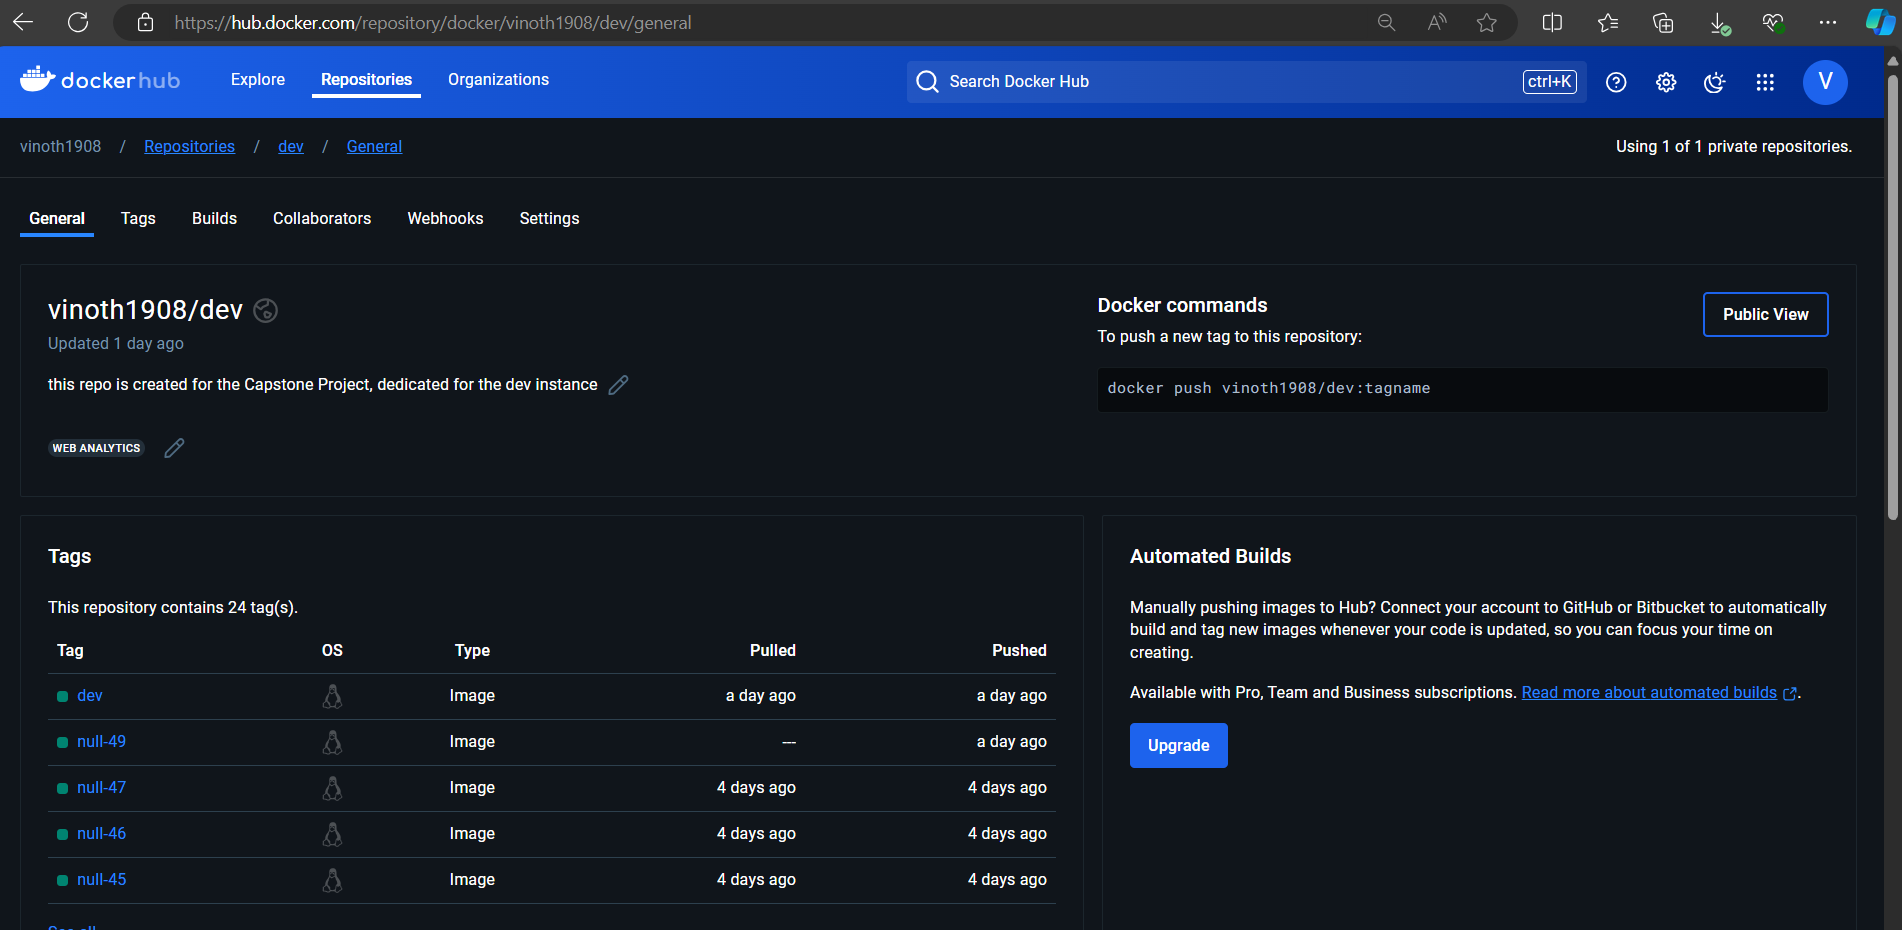 https://hub.docker.com/repository/docker/vinoth1908/dev/general
dockerhub
Explore
Repositories
Organizations
Search Docker Hub
ctrl+K
V
vinoth1908 / Repositories / dev / General
Using 1 of 1 private repositories.
General
Tags
Builds
Collaborators
Webhooks
Settings
vinoth1908/dev
Updated 1 day ago
this repo is created for the Capstone Project, dedicated for the dev instance
WEB ANALYTICS
Docker commands
Public View
To push a new tag to this repository:
docker push vinoth1908/dev:tagname
Tags
This repository contains 24 tag(s).
Tag OS Type Pulled Pushed
dev Image a day ago a day ago
null-49 Image --- a day ago
null-47 Image 4 days ago 4 days ago
null-46 Image 4 days ago 4 days ago
null-45 Image 4 days ago 4 days ago
Automated Builds
Manually pushing images to Hub? Connect your account to GitHub or Bitbucket to automatically
build and tag new images whenever your code is updated, so you can focus your time on
creating.
Available with Pro, Team and Business subscriptions. Read more about automated builds.
Upgrade